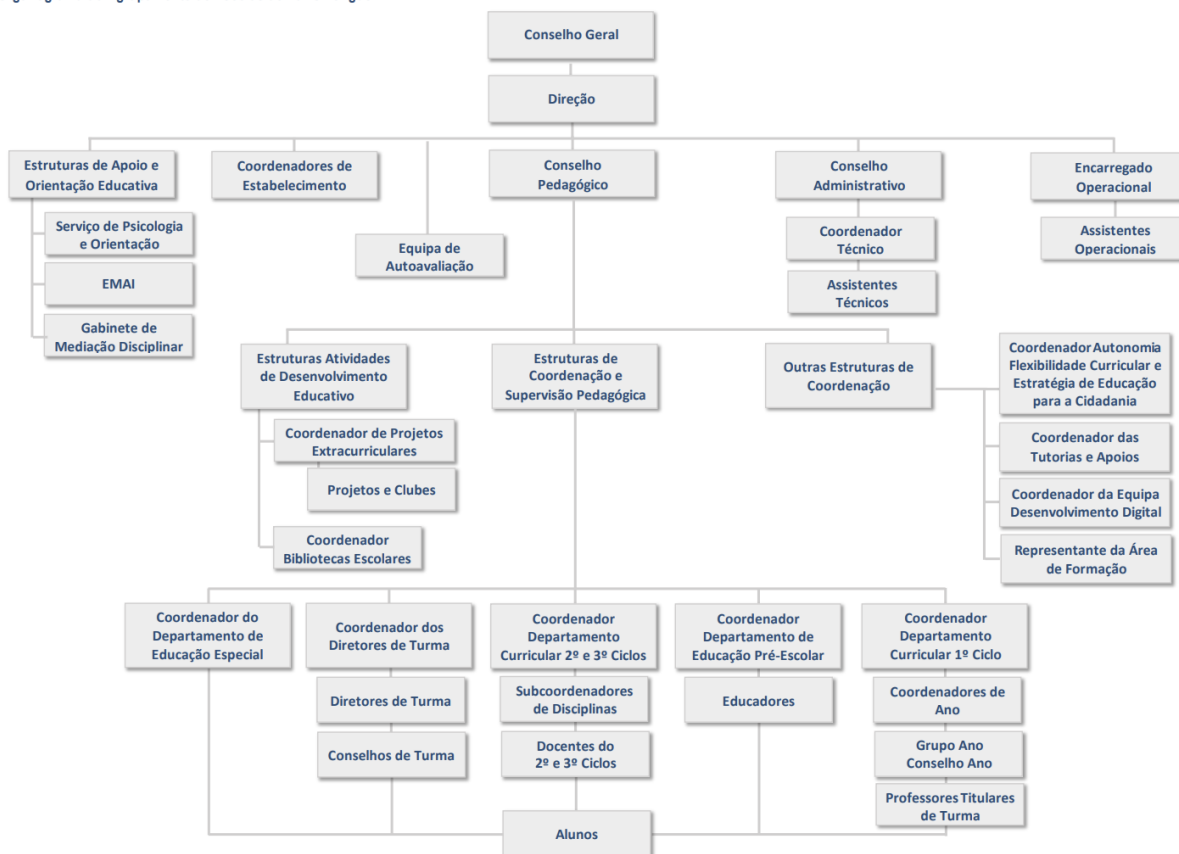 Conselho Geral
Direção
Estruturas de Apoio e
Orientação Educativa
Coordenadores de
Estabelecimento
Conselho
Pedagógico
Conselho
Administrativo
Encarregado
Operacional
Serviço de Psicologia
e Orientação
EMAI
Gabinete de
Mediação Disciplinar
Equipa de
Autoavaliação
Coordenador
Técnico
Assistentes
Técnicos
Assistentes
Operacionais
Estruturas Atividades
de Desenvolvimento
Educativo
Coordenador de Projetos
Extracurriculares
Projetos e Clubes
Coordenador
Bibliotecas Escolares
Estruturas de
Coordenação e
Supervisão Pedagógica
Outras Estruturas de
Coordenação
Coordenador Autonomia
Flexibilidade Curricular e
Estratégia de Educação
para a Cidadania
Coordenador das
Tutorias e Apoios
Coordenador da Equipa
Desenvolvimento Digital
Representante da Área
de Formação
Coordenador do
Departamento de
Educação Especial
Coordenador dos
Diretores de Turma
Diretores de Turma
Conselhos de Turma
Coordenador
Departamento
Curricular 2º e 3º Ciclos
Subcoordenadores
de Disciplinas
Docentes do
2º e 3º Ciclos
Coordenador
Departamento de
Educação Pré-Escolar
Educadores
Coordenador
Departamento
Curricular 1º Ciclo
Coordenadores de
Ano
Grupo Ano
Conselho Ano
Professores Titulares
de Turma
Alunos